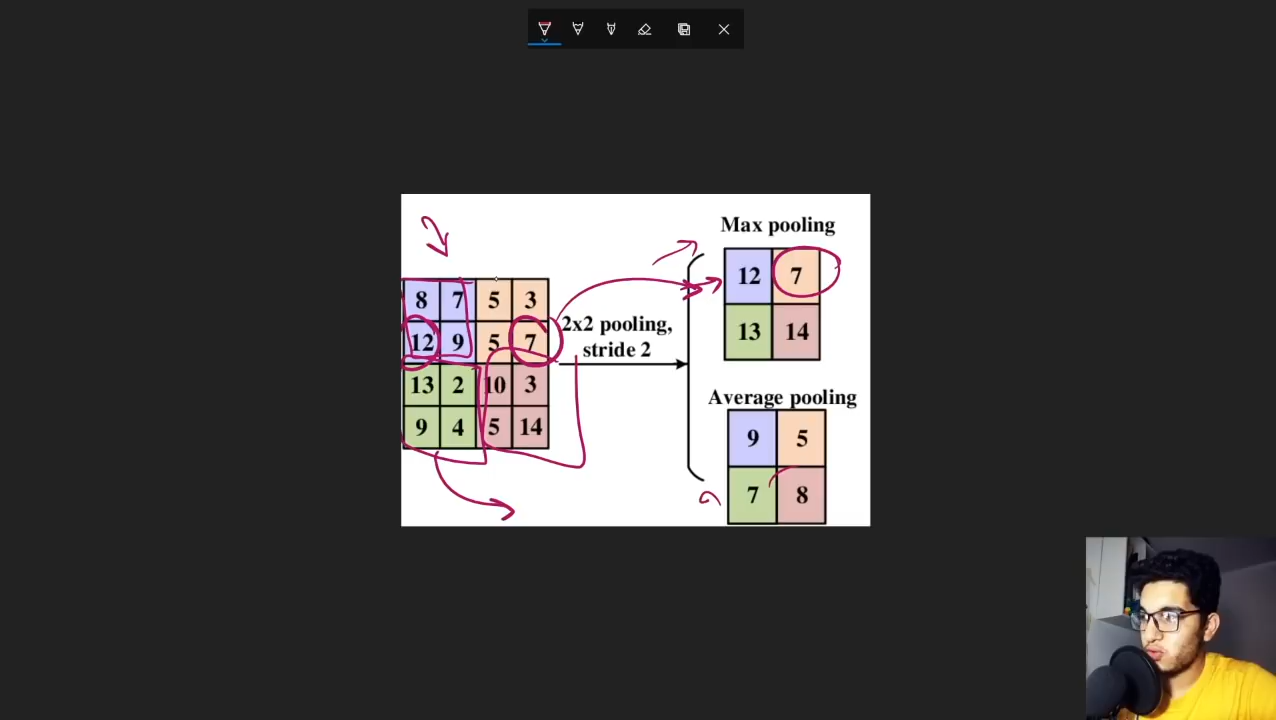 8 7 5 3
12 9 5 7
13 2 10 3
9 4 5 14
2x2 pooling,
stride 2
Max pooling
12 7
13 14
Average pooling
9 5
7 8